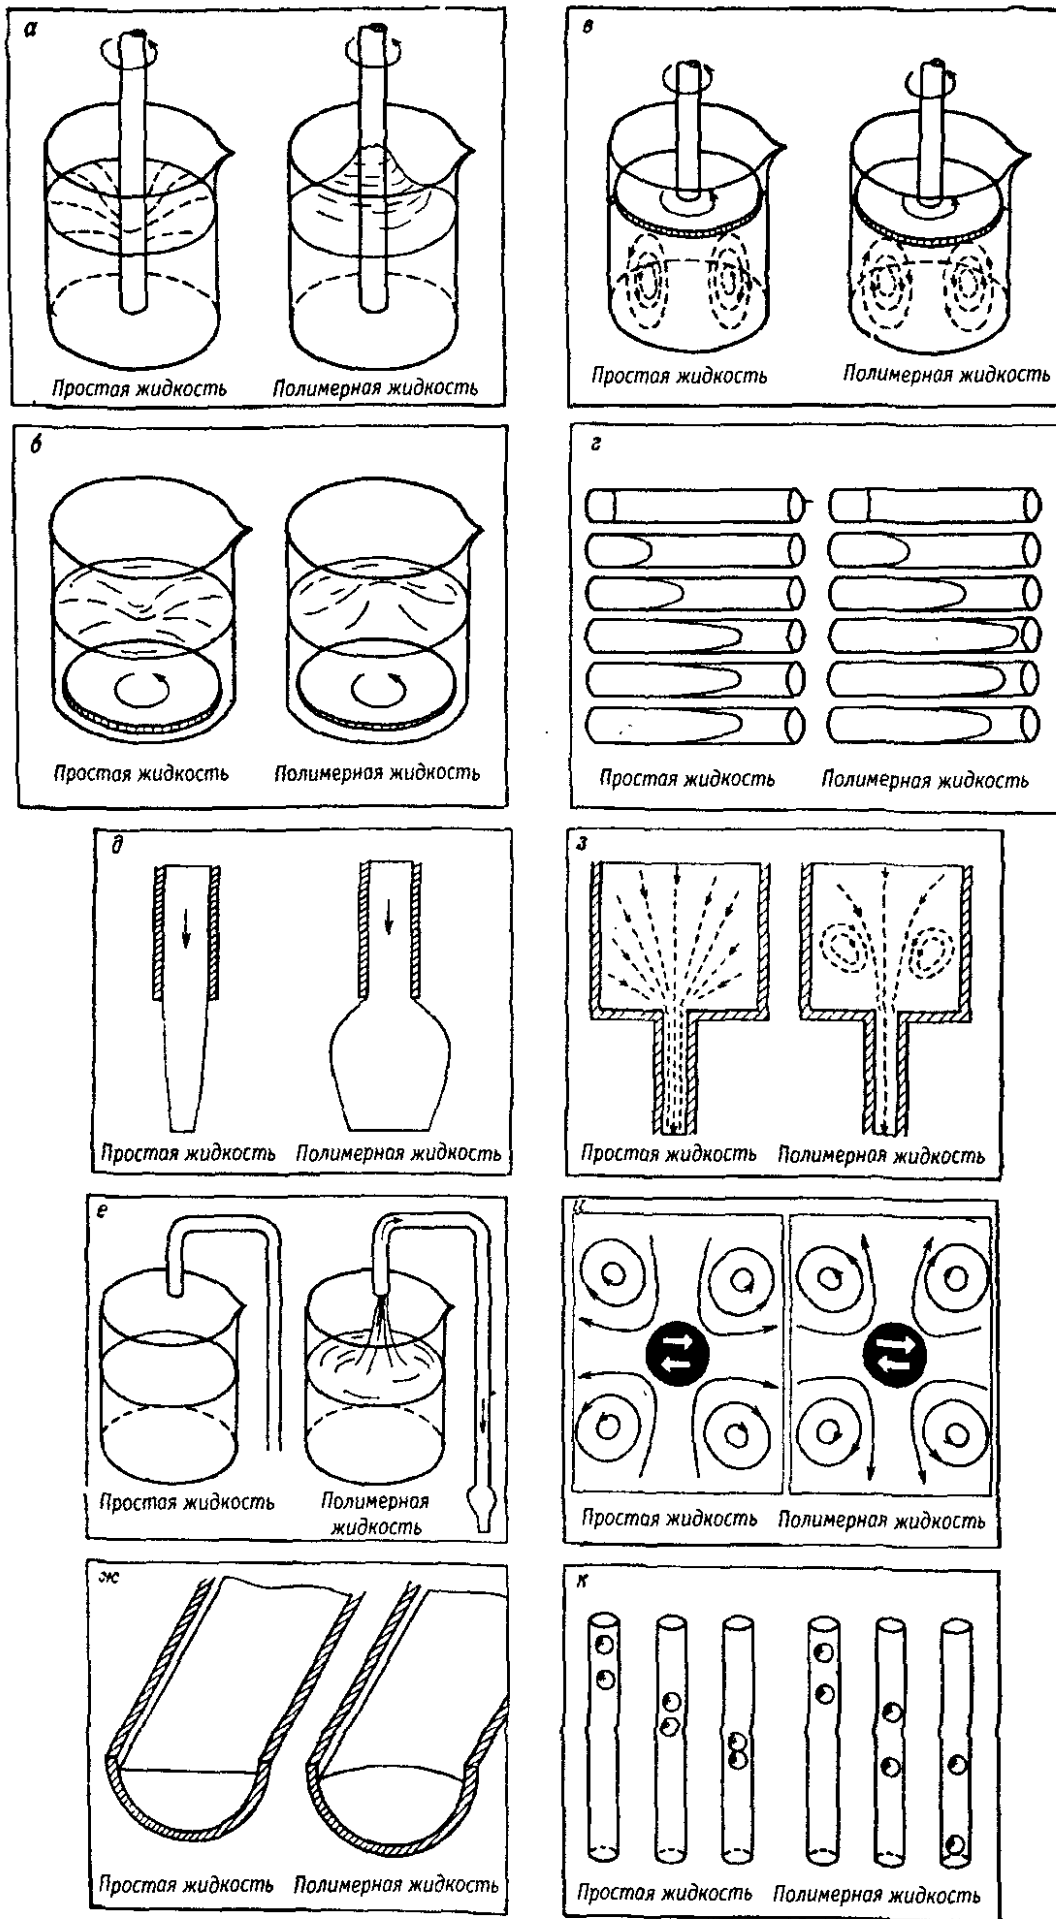 а
Простая жидкость Полимерная жидкость
в
Простая жидкость Полимерная жидкость
б
Простая жидкость Полимерная жидкость
г
Простая жидкость Полимерная жидкость
д
Простая жидкость Полимерная жидкость
з
Простая жидкость Полимерная жидкость
е
Простая жидкость Полимерная
жидкость
и
Простая жидкость Полимерная жидкость
ж
Простая жидкость Полимерная жидкость
к
Простая жидкость Полимерная жидкость